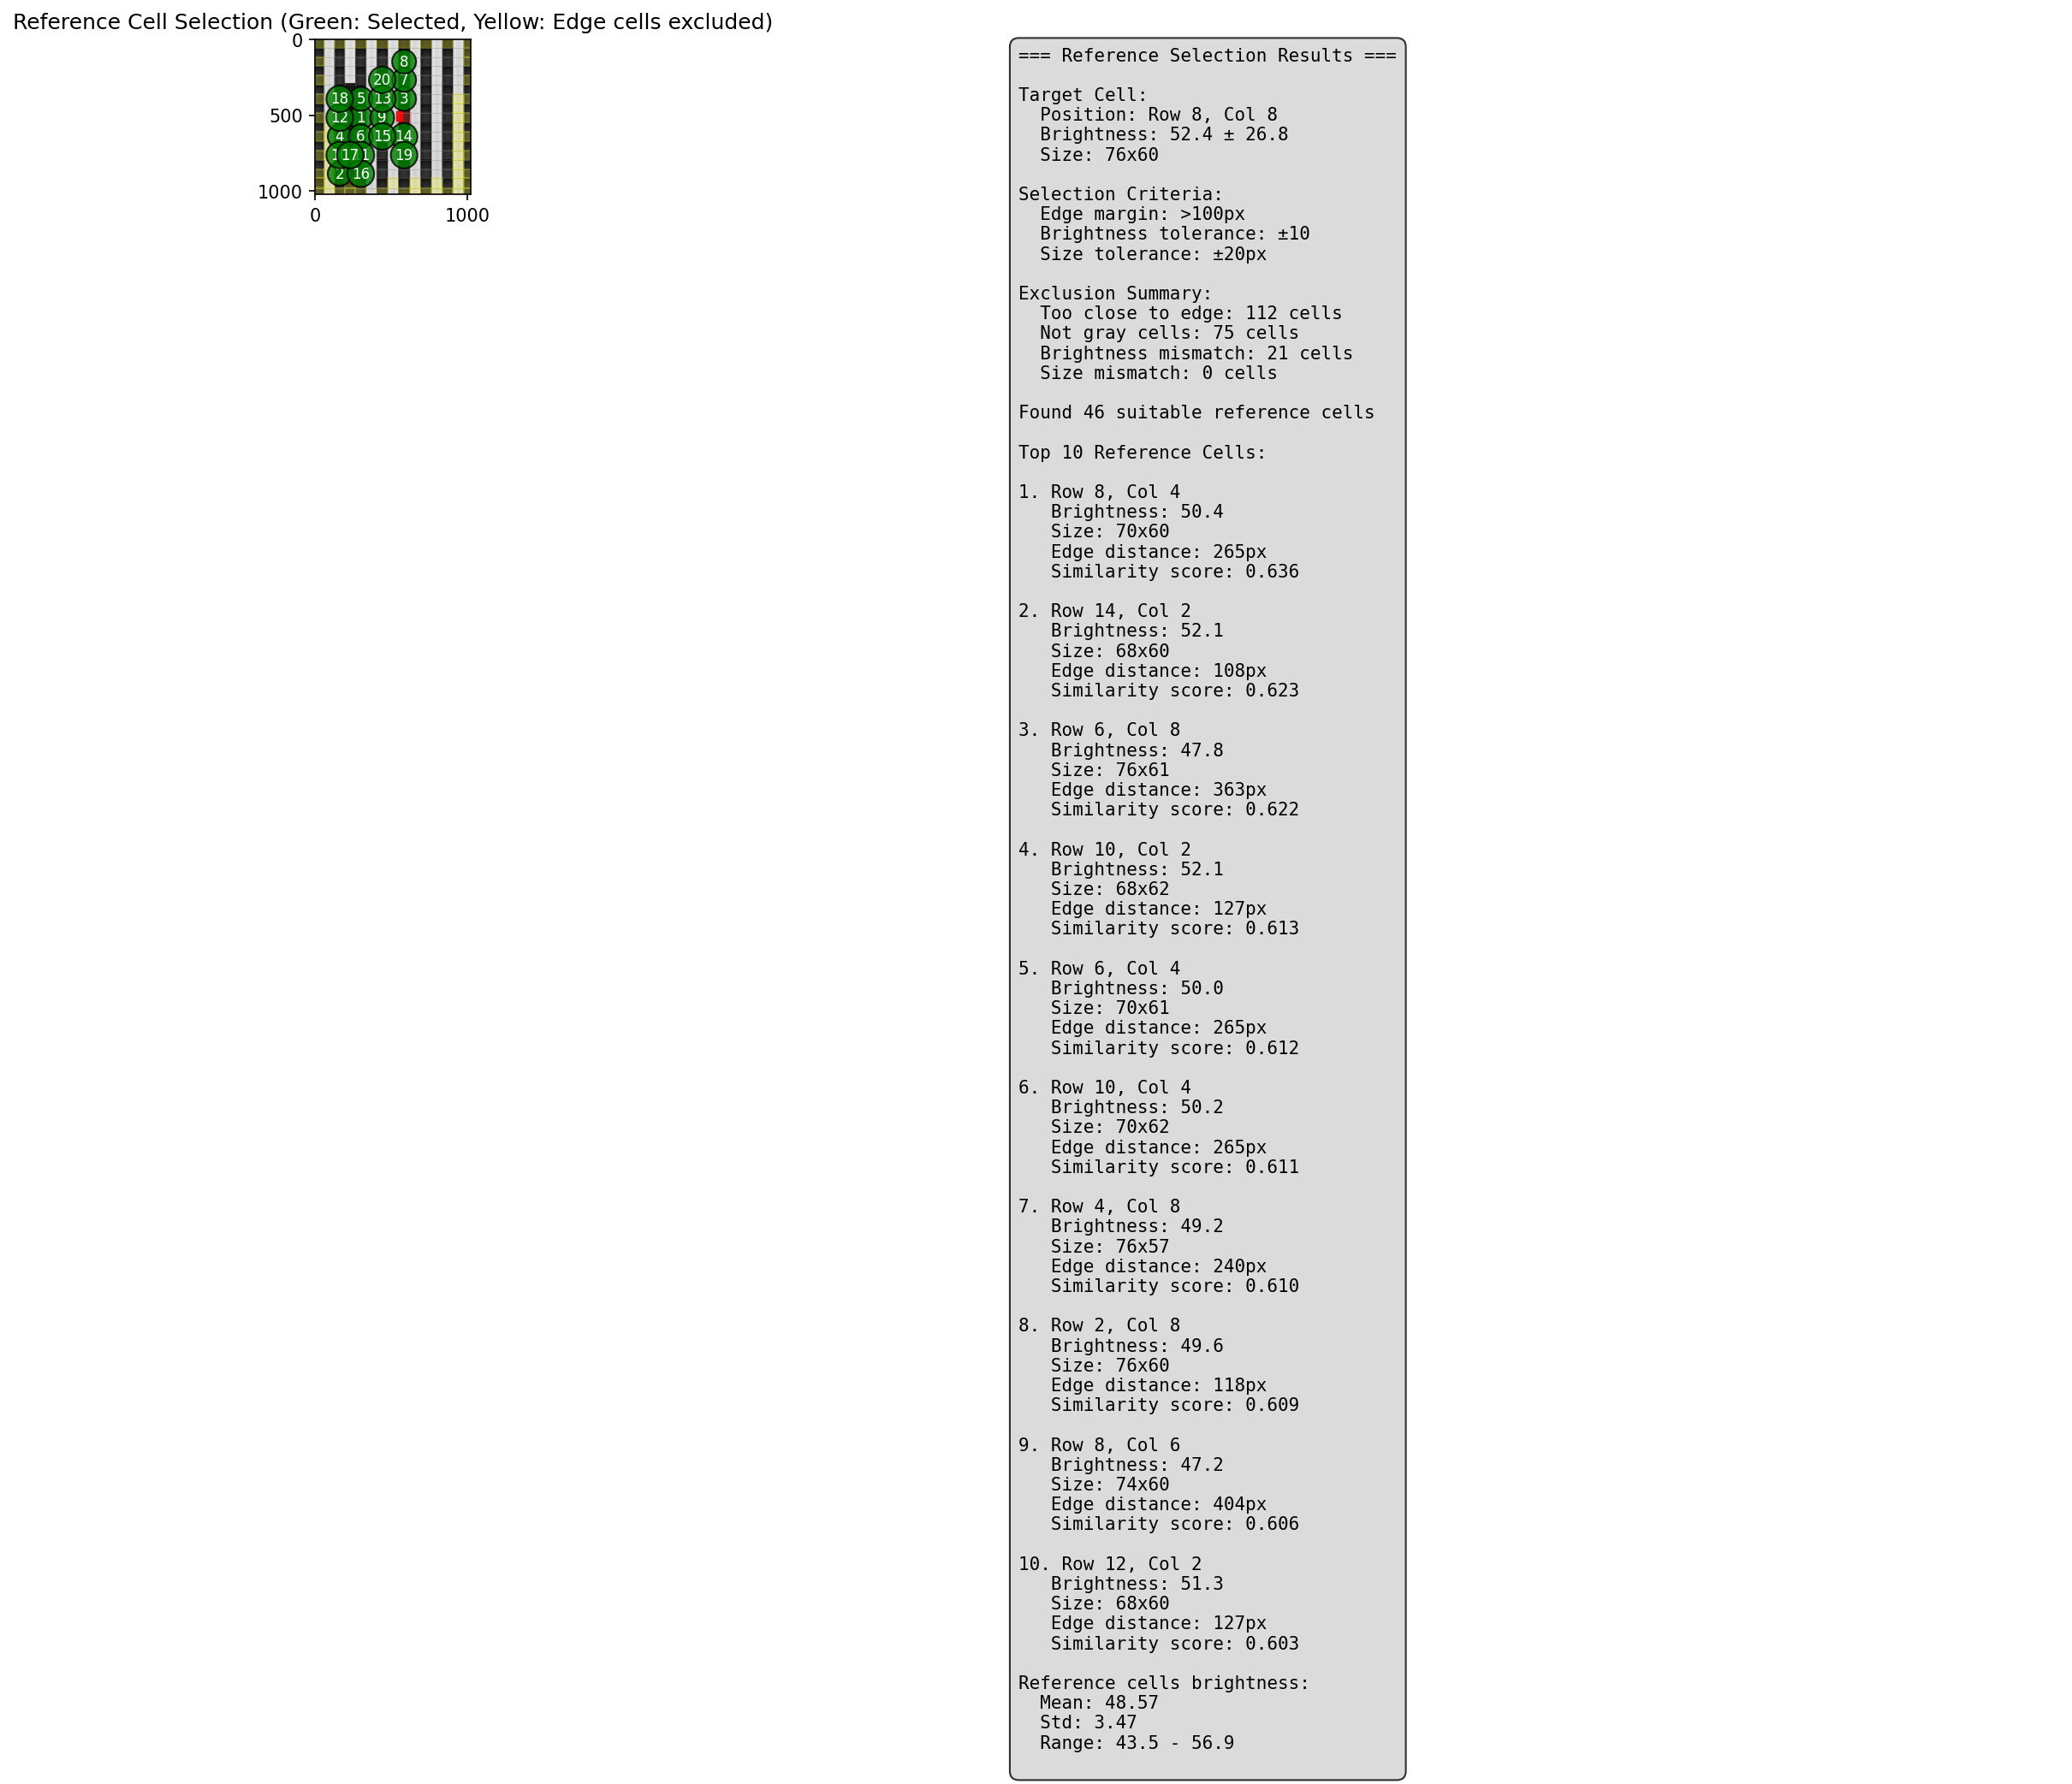 Reference Cell Selection (Green: Selected, Yellow: Edge cells excluded)
0
500
1000
0
1000
8
20
7
18
5
13
3
12
1
9
4
6
15
14
17
19
2
16
=== Reference Selection Results ===
Target Cell:
Position: Row 8, Col 8
Brightness: 52.4 ± 26.8
Size: 76x60
Selection Criteria:
Edge margin: >100px
Brightness tolerance: ±10
Size tolerance: ±20px
Exclusion Summary:
Too close to edge: 112 cells
Not gray cells: 75 cells
Brightness mismatch: 21 cells
Size mismatch: 0 cells
Found 46 suitable reference cells
Top 10 Reference Cells:
1. Row 8, Col 4
Brightness: 50.4
Size: 70x60
Edge distance: 265px
Similarity score: 0.636
2. Row 14, Col 2
Brightness: 52.1
Size: 68x60
Edge distance: 108px
Similarity score: 0.623
3. Row 6, Col 8
Brightness: 47.8
Size: 76x61
Edge distance: 363px
Similarity score: 0.622
4. Row 10, Col 2
Brightness: 52.1
Size: 68x62
Edge distance: 127px
Similarity score: 0.613
5. Row 6, Col 4
Brightness: 50.0
Size: 70x61
Edge distance: 265px
Similarity score: 0.612
6. Row 10, Col 4
Brightness: 50.2
Size: 70x62
Edge distance: 265px
Similarity score: 0.611
7. Row 4, Col 8
Brightness: 49.2
Size: 76x57
Edge distance: 240px
Similarity score: 0.610
8. Row 2, Col 8
Brightness: 49.6
Size: 76x60
Edge distance: 118px
Similarity score: 0.609
9. Row 8, Col 6
Brightness: 47.2
Size: 74x60
Edge distance: 404px
Similarity score: 0.606
10. Row 12, Col 2
Brightness: 51.3
Size: 68x60
Edge distance: 127px
Similarity score: 0.603
Reference cells brightness:
Mean: 48.57
Std: 3.47
Range: 43.5 - 56.9